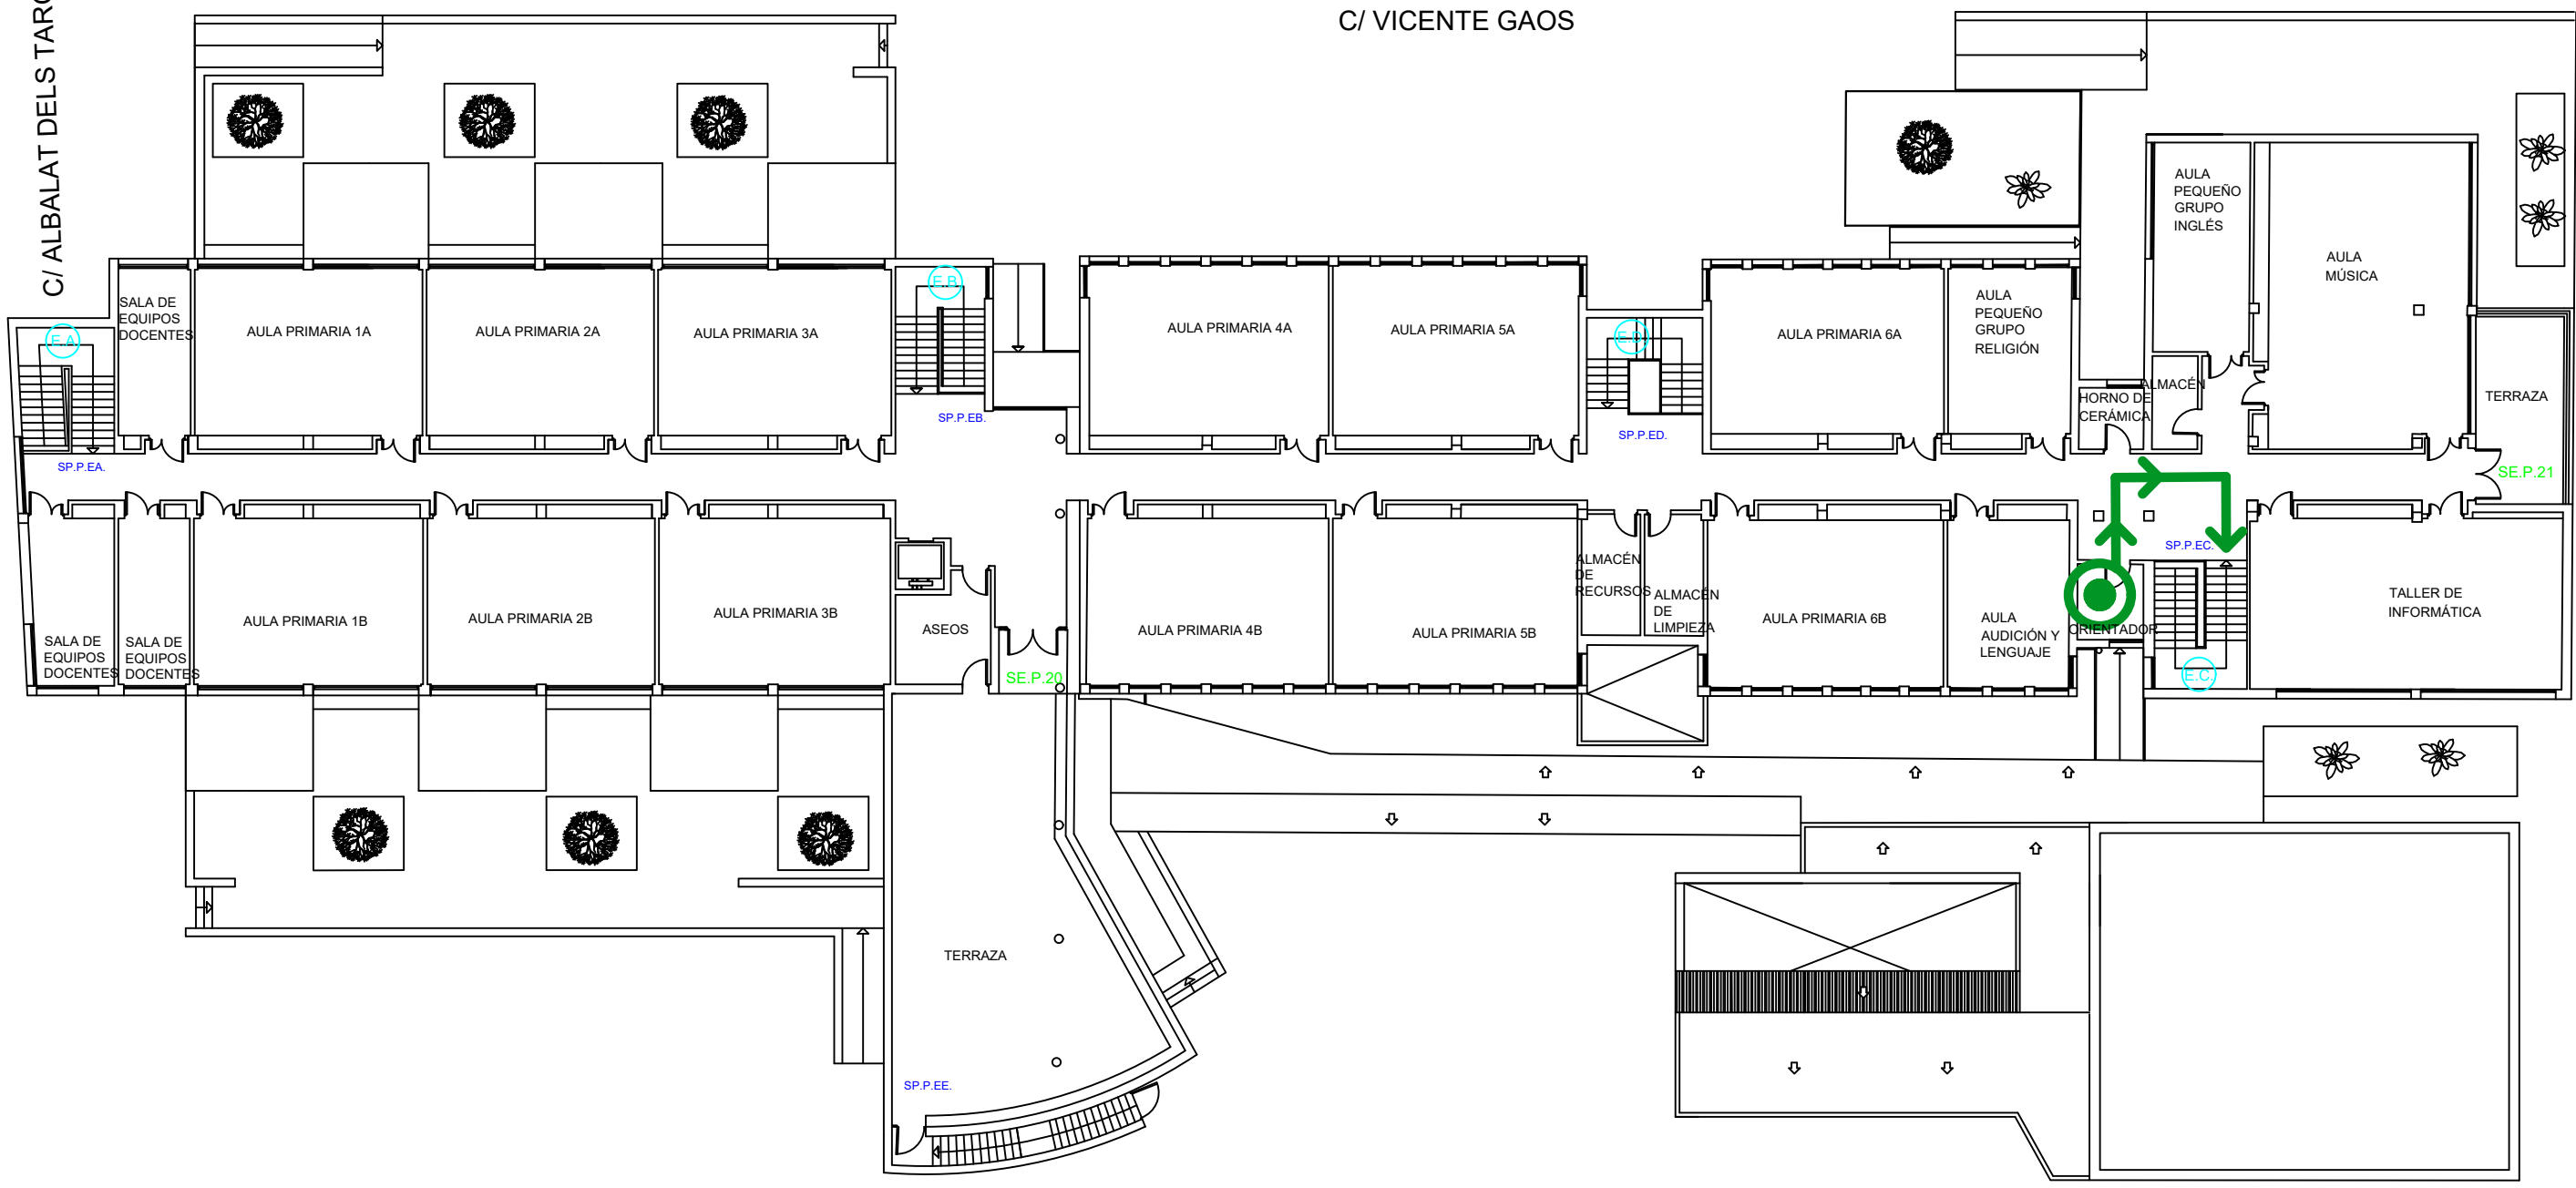 C/ VICENTE GAOS
C/ ALBALAT DELS
AULA
PEQUEÑO
GRUPO
INGLÉS
AULA
MÚSICA
SALA DE
EQUIPOS
DOCENTES
E.A
AULA PRIMARIA 1A
AULA PRIMARIA 2A
AULA PRIMARIA 3A
E.B
AULA PRIMARIA 4A
AULA PRIMARIA 5A
E.D.
AULA PRIMARIA 6A
AULA
PEQUEÑO
GRUPO
RELIGIÓN
HORNO DE
CERÁMICA
ALMACÉN
TERRAZA
SP.P.EA.
SP.P.EB.
SP.P.ED.
SE.P.21
SP.P.EC.
SALA DE
EQUIPOS
DOCENTES
SALA DE
EQUIPOS
DOCENTES
AULA PRIMARIA 1B
AULA PRIMARIA 2B
AULA PRIMARIA 3B
ASEOS
SE.P.20
AULA PRIMARIA 4B
AULA PRIMARIA 5B
ALMACÉN
DE
RECURSOS
ALMACÉN
DE
LIMPIEZA
AULA PRIMARIA 6B
AULA
AUDICIÓN Y
LENGUAJE
ORIENTADOR
E.C.
TALLER DE
INFORMÁTICA
TERRAZA
SP.P.EE.